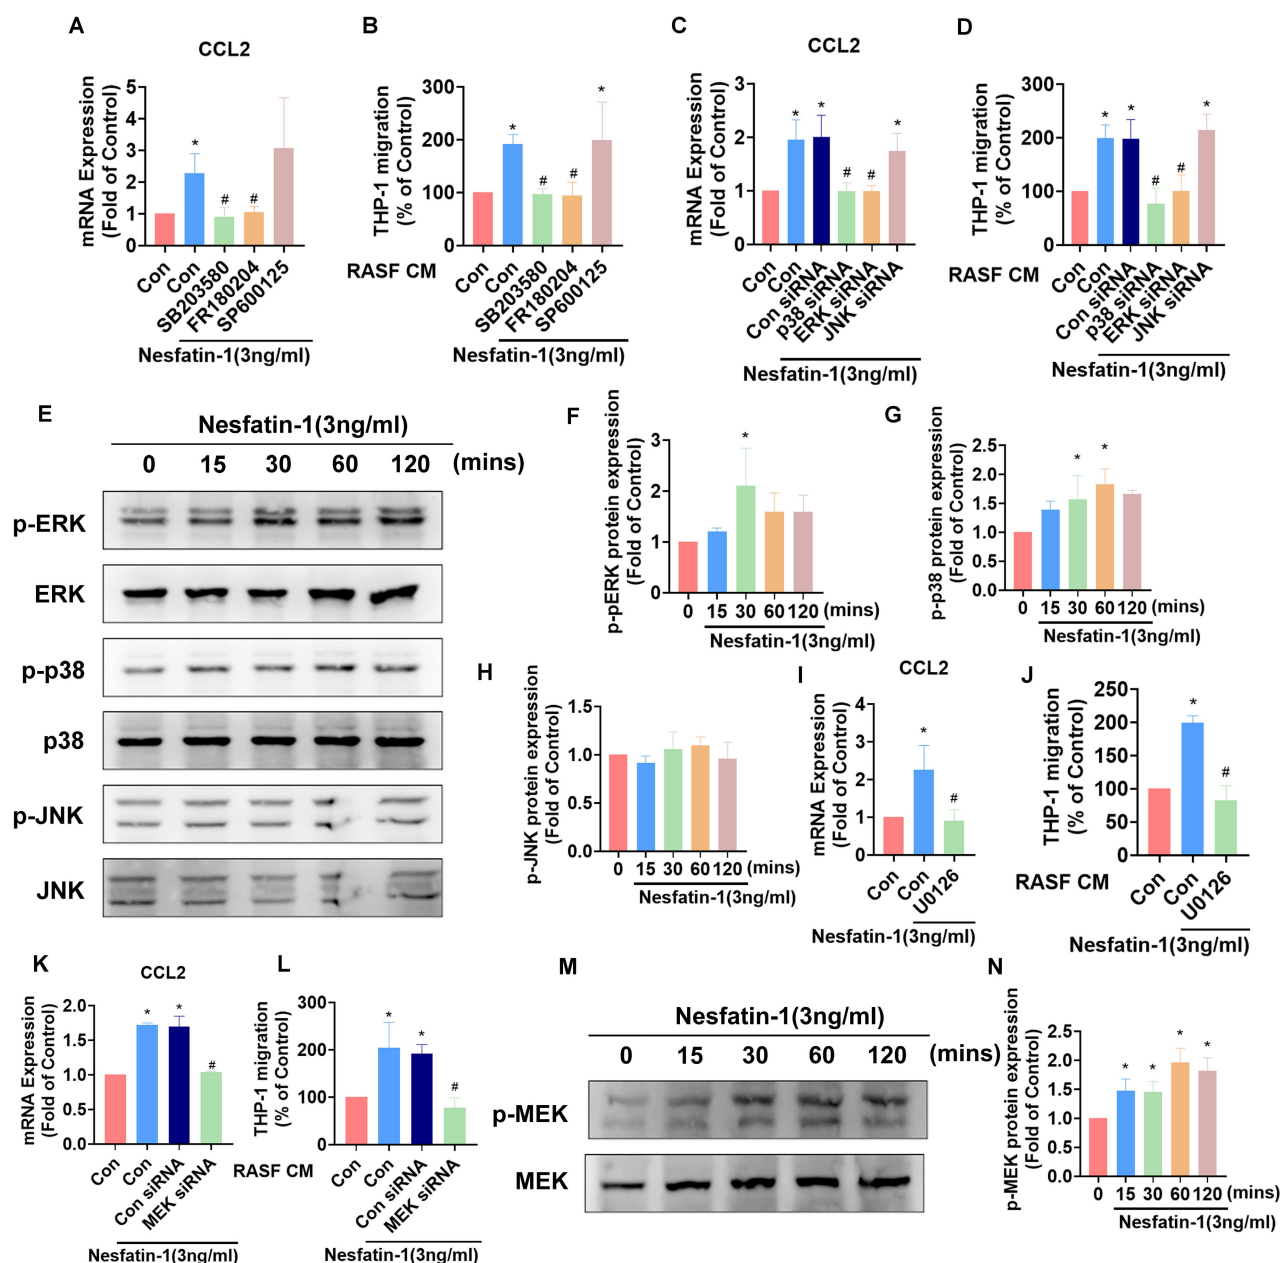 A
CCL2
mRNA Expression
(Fold of Control)
5
4
3
2
1
0
*
#
#
Con
Con
SB203580
FR180204
SP600125
Nesfatin-1(3ng/ml)
B
THP-1 migration
(% of Control)
300
200
100
0
*
#
#
*
RASF CM
Con
Con
SB203580
FR180204
SP600125
Nesfatin-1(3ng/ml)
C
CCL2
mRNA Expression
(Fold of Control)
3
2
1
0
*
*
#
#
*
Con
Con
Con siRNA
p38 siRNA
ERK siRNA
JNK siRNA
Nesfatin-1(3ng/ml)
D
THP-1 migration
(% of Control)
300
200
100
0
*
*
#
#
*
RASF CM
Con
Con
Con siRNA
p38 siRNA
ERK siRNA
JNK siRNA
Nesfatin-1(3ng/ml)
E
Nesfatin-1(3ng/ml)
0 15 30 60 120 (mins)
p-ERK
ERK
p-p38
p38
p-JNK
JNK
F
p-pERK protein expression
(Fold of Control)
3
2
1
0
*
0 15 30 60 120 (mins)
Nesfatin-1(3ng/ml)
G
p-p38 protein expression
(Fold of Control)
2.5
2.0
1.5
1.0
0.5
0.0
*
*
0 15 30 60 120 (mins)
Nesfatin-1(3ng/ml)
H
p-JNK protein expression
(Fold of Control)
1.5
1.0
0.5
0.0
0 15 30 60 120 (mins)
Nesfatin-1(3ng/ml)
I
CCL2
mRNA Expression
(Fold of Control)
4
3
2
1
0
*
#
Con
Con
U0126
Nesfatin-1(3ng/ml)
J
THP-1 migration
(% of Control)
250
200
150
100
50
0
*
#
RASF CM
Con
Con
U0126
Nesfatin-1(3ng/ml)
K
CCL2
mRNA Expression
(Fold of Control)
2.0
1.5
1.0
0.5
0.0
*
*
#
Con
Con
Con siRNA
MEK siRNA
Nesfatin-1(3ng/ml)
L
THP-1 migration
(% of Control)
300
200
100
0
*
*
#
RASF CM
Con
Con
Con siRNA
MEK siRNA
Nesfatin-1(3ng/ml)
M
Nesfatin-1(3ng/ml)
0 15 30 60 120 (mins)
p-MEK
MEK
N
p-MEK protein expression
(Fold of Control)
2.5
2.0
1.5
1.0
0.5
0.0
*
*
*
*
0 15 30 60 120 (mins)
Nesfatin-1(3ng/ml)